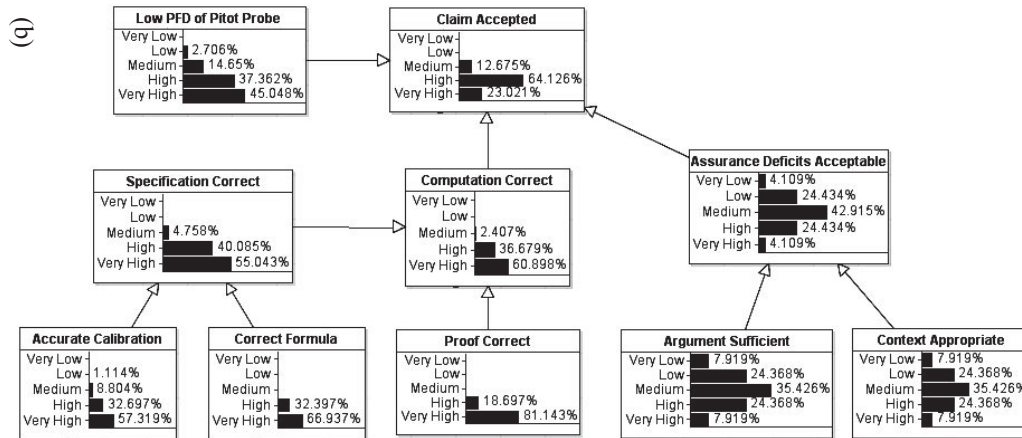 (b)
Low PFD of Pitot Probe
Very Low
Low 2.706%
Medium 14.65%
High 37.362%
Very High 45.048%
Claim Accepted
Very Low
Low
Medium 12.675%
High 64.126%
Very High 23.021%
Specification Correct
Very Low
Low
Medium 4.758%
High 40.085%
Very High 55.043%
Computation Correct
Very Low
Low
Medium 2.407%
High 36.679%
Very High 60.898%
Assurance Deficits Acceptable
Very Low 4.109%
Low 24.434%
Medium 42.915%
High 24.434%
Very High 4.109%
Accurate Calibration
Very Low
Low 1.114%
Medium 8.804%
High 32.697%
Very High 57.319%
Correct Formula
Very Low
Low
Medium
High 32.397%
Very High 66.937%
Proof Correct
Very Low
Low
Medium
High 18.697%
Very High 81.143%
Argument Sufficient
Very Low 7.919%
Low 24.368%
Medium 35.426%
High 24.368%
Very High 7.919%
Context Appropriate
Very Low 7.919%
Low 24.368%
Medium 35.426%
High 24.368%
Very High 7.919%